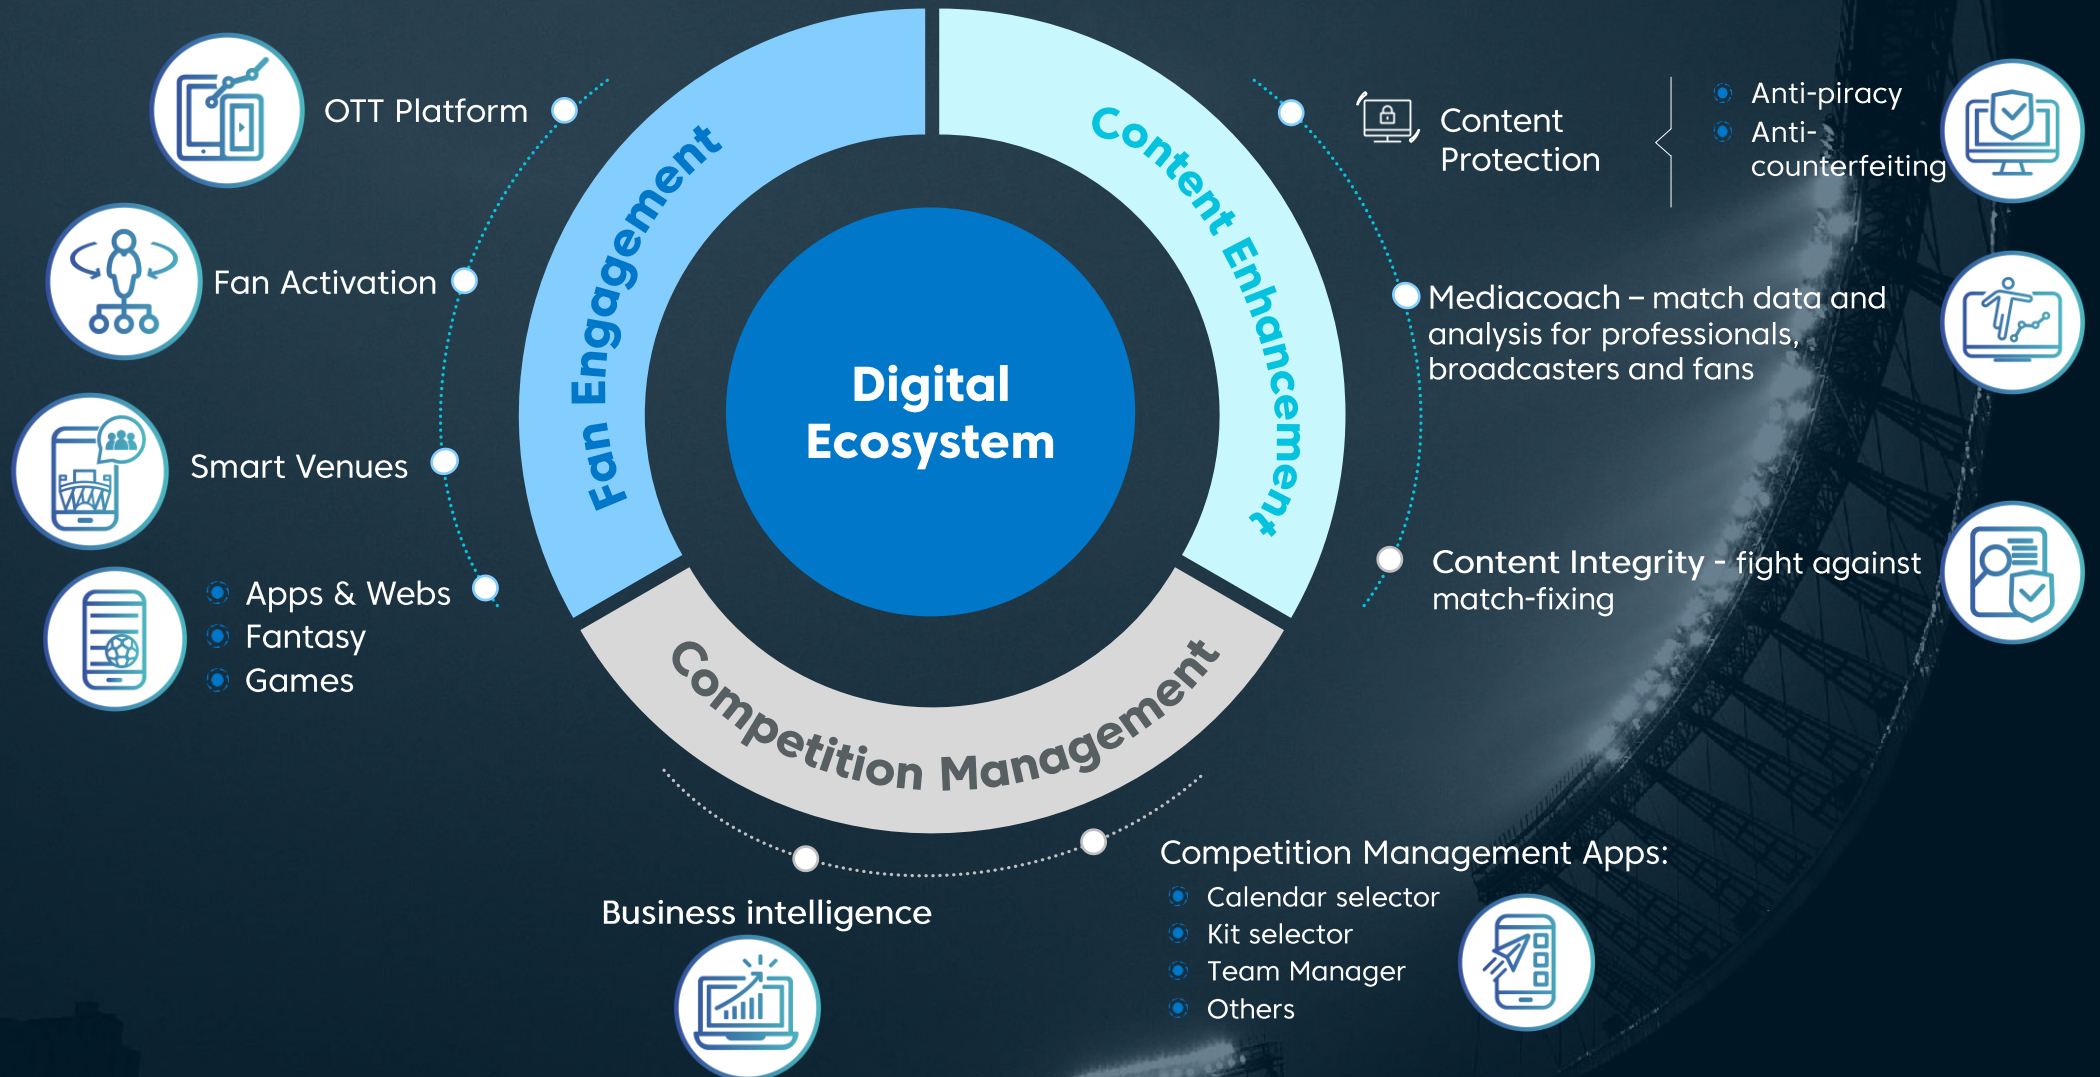 OTT Platform
Fan Activation
Smart Venues
Apps & Webs
Fantasy
Games
Fan Engagement
Content Enhancement
Competition Management
Digital
Ecosystem
Content
Protection
Anti-piracy
Anti-
counterfeiting
Mediacoach – match data and
analysis for professionals,
broadcasters and fans
Content Integrity - fight against
match-fixing
Business intelligence
Competition Management Apps:
Calendar selector
Kit selector
Team Manager
Others